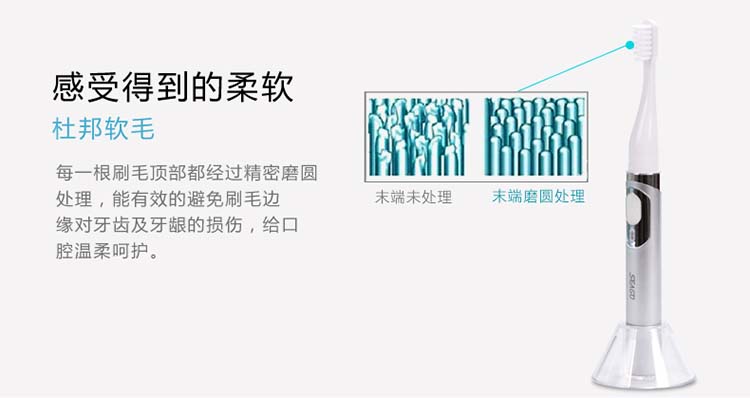 感受得到的柔软
杜邦软毛
每一根刷毛顶部都经过精密磨圆
处理，能有效的避免刷毛边
缘对牙齿及牙龈的损伤，给口
腔温柔呵护。
末端未处理
末端磨圆处理
SEAGO